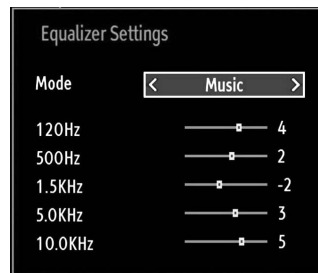 Equalizer Settings
Mode < Music >
120Hz 4
500Hz 2
1.5KHz -2
5.0KHz 3
10.0KHz 5